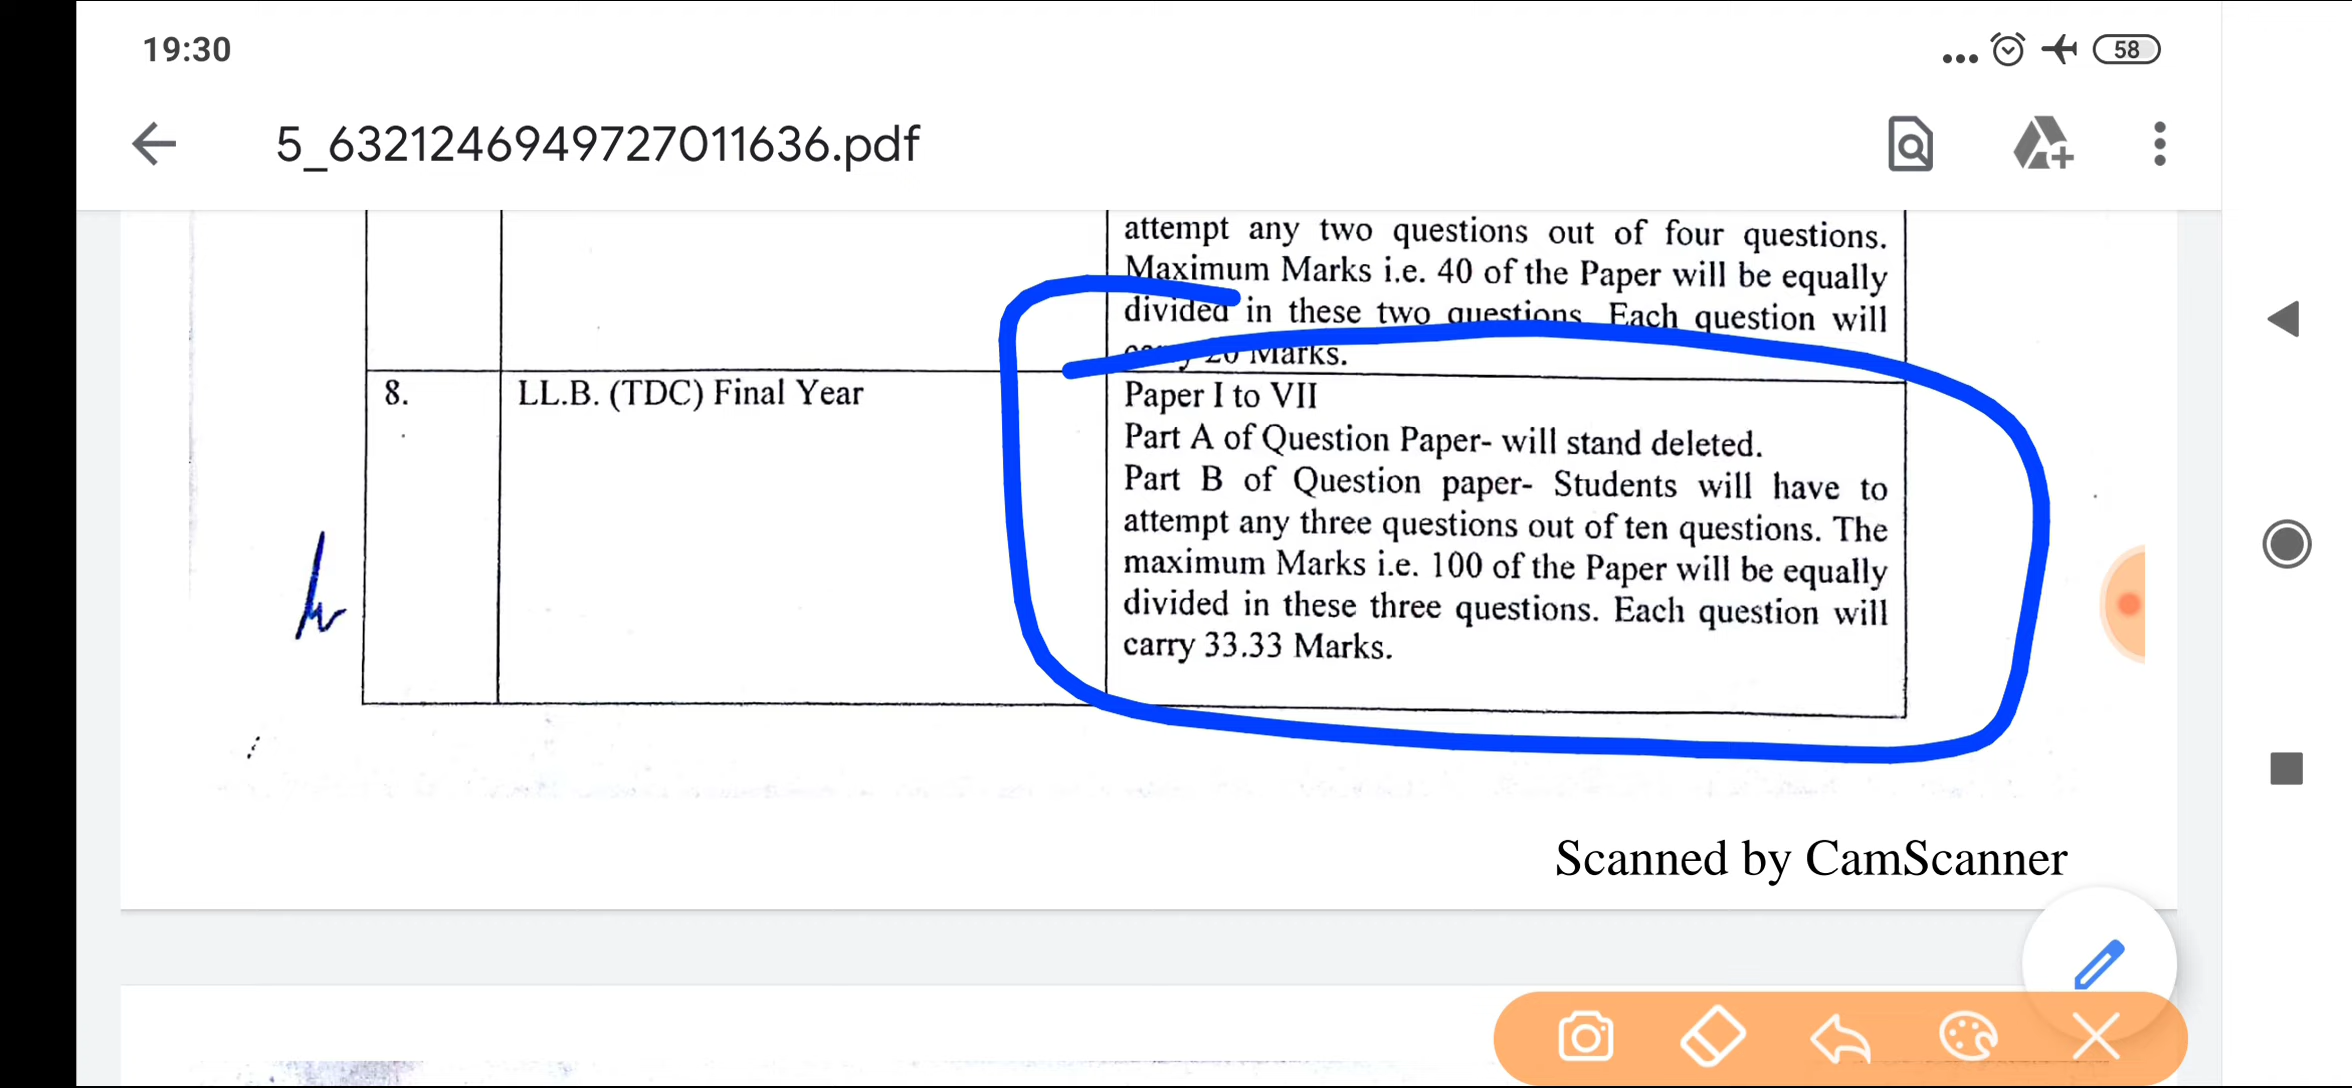 19:30
58
5_6321246949727011636.pdf
attempt any two questions out of four questions.
Maximum Marks i.e. 40 of the Paper will be equally
divided in these two questions. Each question will
carry 20 Marks.
8.
LL.B. (TDC) Final Year
Paper I to VII
Part A of Question Paper- will stand deleted.
Part B of Question paper- Students will have to
attempt any three questions out of ten questions. The
maximum Marks i.e. 100 of the Paper will be equally
divided in these three questions. Each question will
carry 33.33 Marks.
Scanned by CamScanner